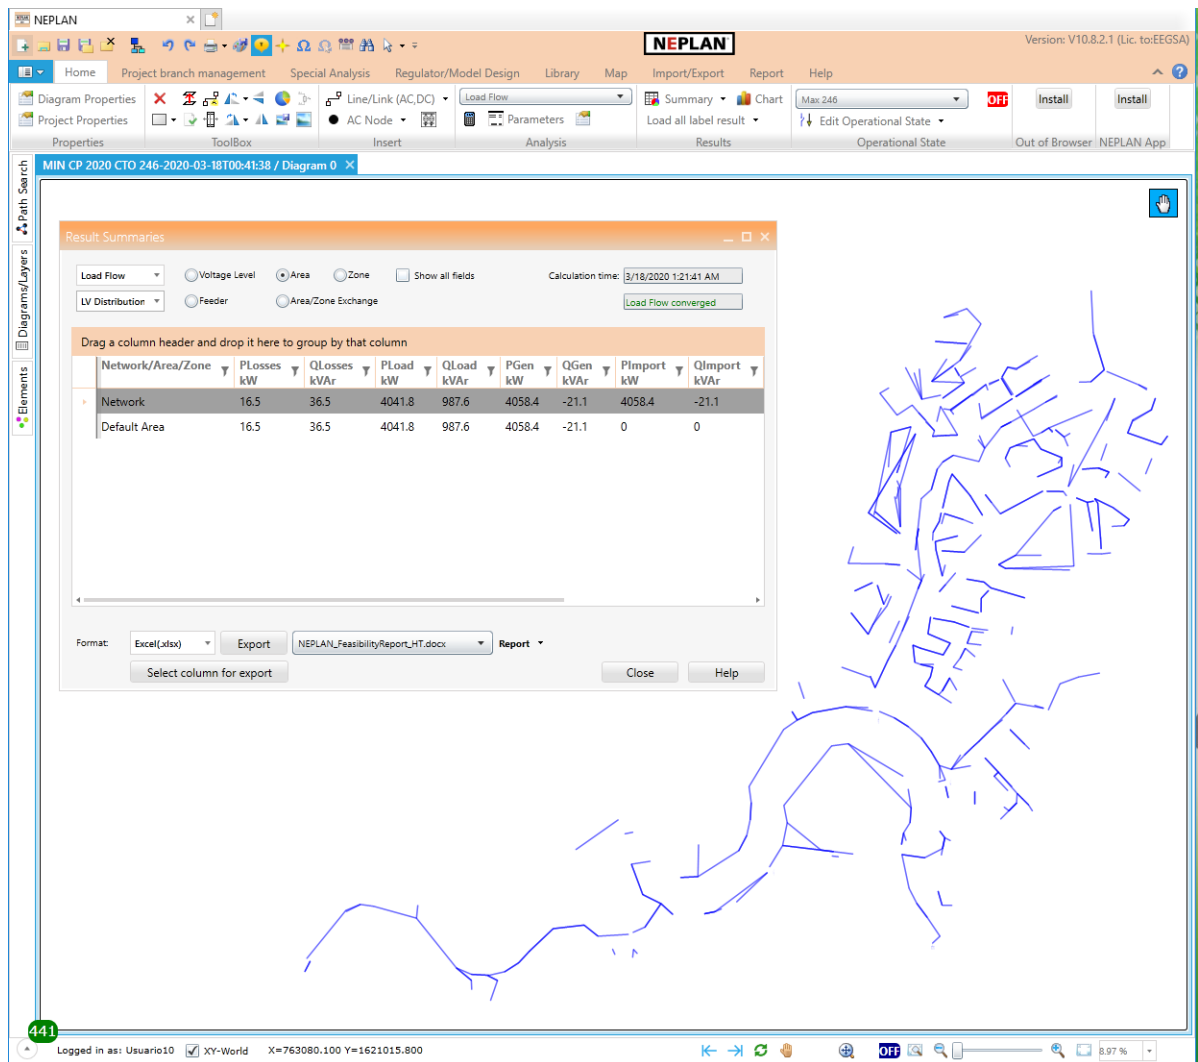 NEPLAN
NEPLAN
Version: V10.8.2.1 (Lic. to:EEGSA)
Home Project branch management Special Analysis Regulator/Model Design Library Map Import/Export Report Help
Diagram Properties Line/Link (AC,DC) Load Flow Summary Chart Max 246 OFF Install Install
Project Properties AC Node Parameters Load all label result Edit Operational State
Properties ToolBox Insert Analysis Results Operational State Out of Browser NEPLAN App
MIN CP 2020 CTO 246-2020-03-18T00:41:38 / Diagram 0
Path Search
Diagrams/Layers
Elements
Result Summaries
Load Flow Voltage Level Area Zone Show all fields Calculation time: 3/18/2020 1:21:41 AM
LV Distribution Feeder Area/Zone Exchange Load Flow converged
Drag a column header and drop it here to group by that column
Network/Area/Zone PLosses QLosses PLoad QLoad PGen QGen PImport QImport
kW kVAr kW kVAr kW kVAr kW kVAr
Network 16.5 36.5 4041.8 987.6 4058.4 -21.1 4058.4 -21.1
Default Area 16.5 36.5 4041.8 987.6 4058.4 -21.1 0 0
Format: Excel(.xlsx) Export NEPLAN_FeasibilityReport_HT.docx Report
Select column for export Close Help
441
Logged in as: Usuario10 XY-World X=763080.100 Y=1621015.800 OFF 8.97 %